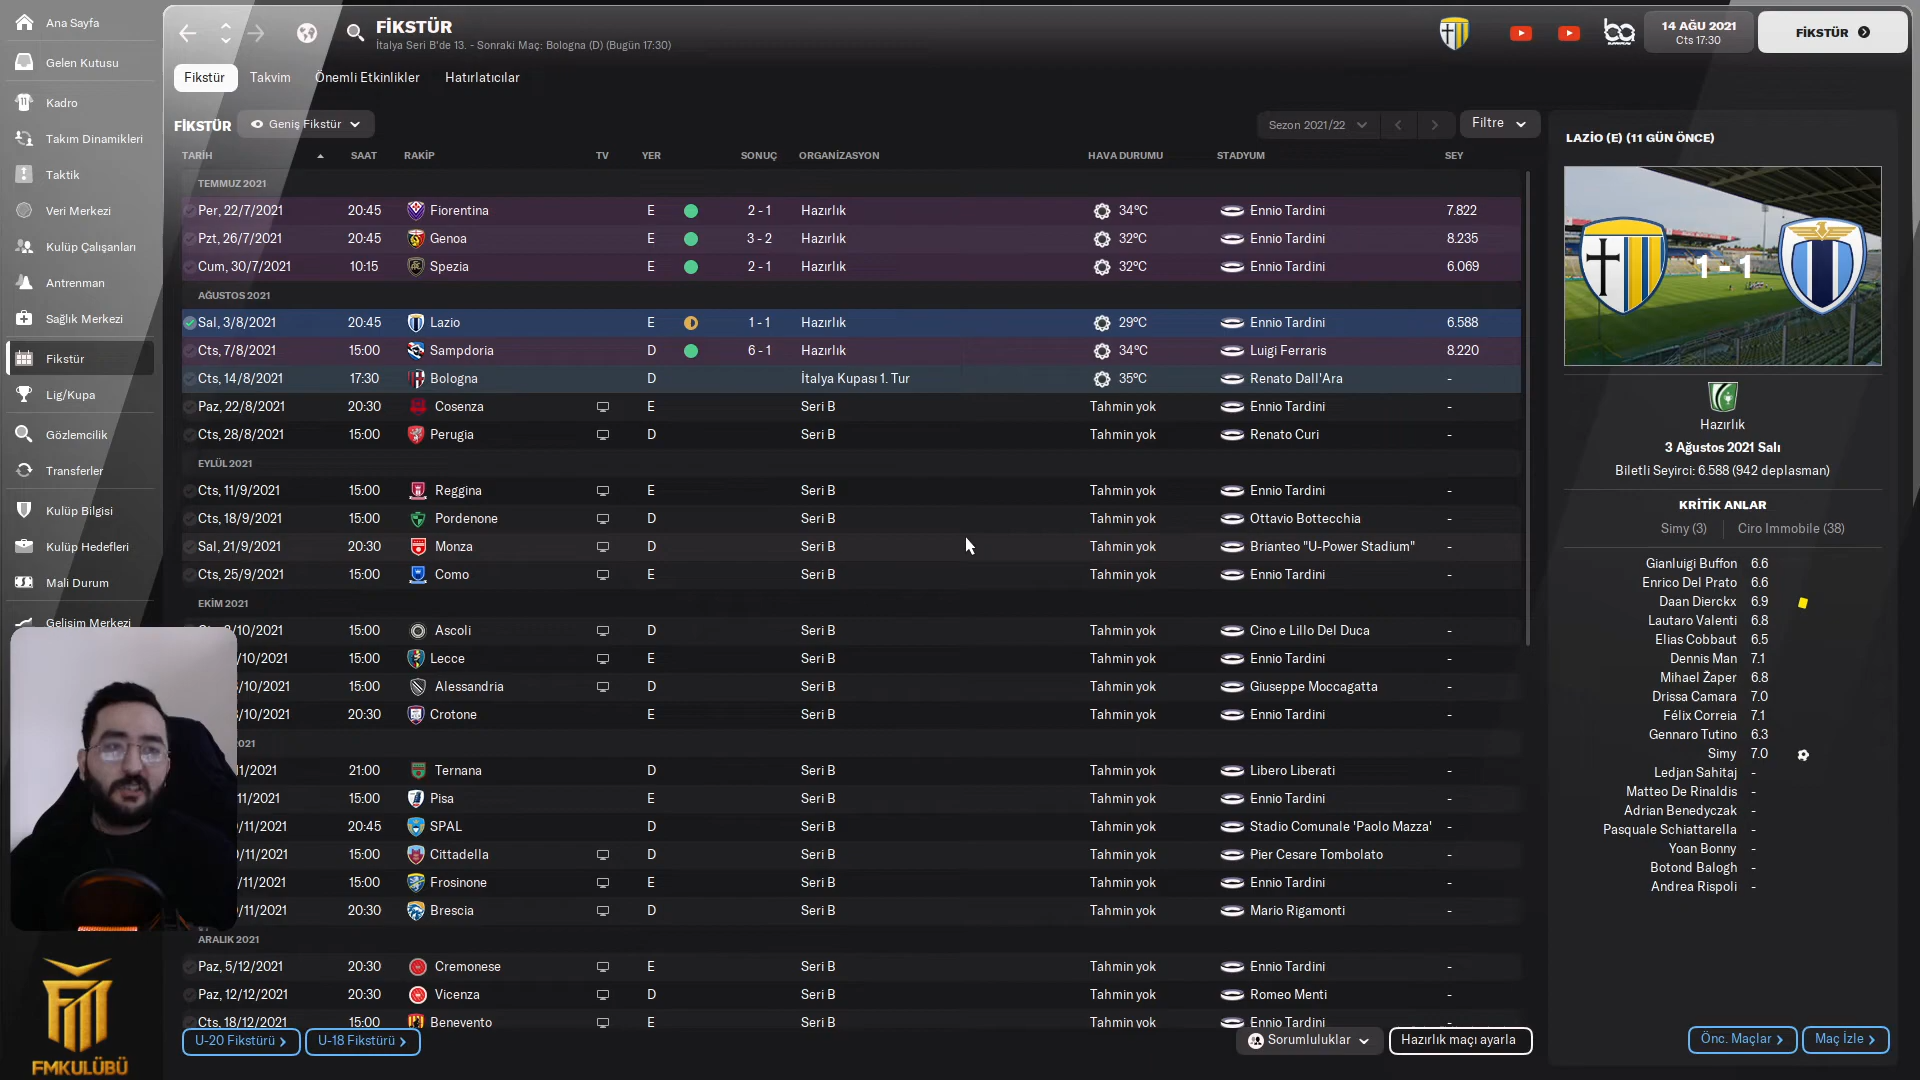 Ana Sayfa
Gelen Kutusu
Kadro
Takım Dinamikleri
Taktik
Veri Merkezi
Kulüp Çalışanları
Antrenman
Sağlık Merkezi
Fikstür
Lig/Kupa
Gözlemcilik
Transferler
Kulüp Bilgisi
Kulüp Hedefleri
Mali Durum
Gelişim Merkezi
FMKULÜBÜ
FİKSTÜR
İtalya Seri B'de 13. - Sonraki Maç: Bologna (D) (Bugün 17:30)
14 AĞU 2021
Cts 17:30
FİKSTÜR
Fikstür Takvim Önemli Etkinlikler Hatırlatıcılar
FİKSTÜR Geniş Fikstür Sezon 2021/22 Filtre
TARİH SAAT RAKİP TV YER SONUÇ ORGANİZASYON HAVA DURUMU STADYUM SEY
TEMMUZ 2021
Per, 22/7/2021 20:45 Fiorentina E 2 - 1 Hazırlık 34°C Ennio Tardini 7.822
Pzt, 26/7/2021 20:45 Genoa E 3 - 2 Hazırlık 32°C Ennio Tardini 8.235
Cum, 30/7/2021 10:15 Spezia E 2 - 1 Hazırlık 32°C Ennio Tardini 6.069
AĞUSTOS 2021
Sal, 3/8/2021 20:45 Lazio E 1 - 1 Hazırlık 29°C Ennio Tardini 6.588
Cts, 7/8/2021 15:00 Sampdoria D 6 - 1 Hazırlık 34°C Luigi Ferraris 8.220
Cts, 14/8/2021 17:30 Bologna D İtalya Kupası 1. Tur 35°C Renato Dall'Ara -
Paz, 22/8/2021 20:30 Cosenza E Seri B Tahmin yok Ennio Tardini -
Cts, 28/8/2021 15:00 Perugia D Seri B Tahmin yok Renato Curi -
EYLÜL 2021
Cts, 11/9/2021 15:00 Reggina E Seri B Tahmin yok Ennio Tardini -
Cts, 18/9/2021 15:00 Pordenone D Seri B Tahmin yok Ottavio Bottecchia -
Sal, 21/9/2021 20:30 Monza D Seri B Tahmin yok Brianteo "U-Power Stadium" -
Cts, 25/9/2021 15:00 Como E Seri B Tahmin yok Ennio Tardini -
EKİM 2021
/10/2021 15:00 Ascoli D Seri B Tahmin yok Cino e Lillo Del Duca -
/10/2021 15:00 Lecce E Seri B Tahmin yok Ennio Tardini -
/10/2021 15:00 Alessandria D Seri B Tahmin yok Giuseppe Moccagatta -
/10/2021 20:30 Crotone E Seri B Tahmin yok Ennio Tardini -
2021
/11/2021 21:00 Ternana D Seri B Tahmin yok Libero Liberati -
/11/2021 15:00 Pisa E Seri B Tahmin yok Ennio Tardini -
/11/2021 20:45 SPAL D Seri B Tahmin yok Stadio Comunale 'Paolo Mazza' -
/11/2021 15:00 Cittadella D Seri B Tahmin yok Pier Cesare Tombolato -
/11/2021 15:00 Frosinone E Seri B Tahmin yok Ennio Tardini -
/11/2021 20:30 Brescia D Seri B Tahmin yok Mario Rigamonti -
ARALIK 2021
Paz, 5/12/2021 20:30 Cremonese E Seri B Tahmin yok Ennio Tardini -
Paz, 12/12/2021 20:30 Vicenza D Seri B Tahmin yok Romeo Menti -
Cts, 18/12/2021 15:00 Benevento E Seri B Tahmin yok Ennio Tardini -
U-20 Fikstürü U-18 Fikstürü Sorumluluklar Hazırlık maçı ayarla
LAZİO (E) (11 GÜN ÖNCE)
1 - 1
Hazırlık
3 Ağustos 2021 Salı
Biletli Seyirci: 6.588 (942 deplasman)
KRİTİK ANLAR
Simy (3) Ciro Immobile (38)
Gianluigi Buffon 6.6
Enrico Del Prato 6.6
Daan Dierckx 6.9
Lautaro Valenti 6.8
Elias Cobbaut 6.5
Dennis Man 7.1
Mihael Žaper 6.8
Drissa Camara 7.0
Félix Correia 7.1
Gennaro Tutino 6.3
Simy 7.0
Ledjan Sahitaj -
Matteo De Rinaldis -
Adrian Benedyczak -
Pasquale Schiattarella -
Yoan Bonny -
Botond Balogh -
Andrea Rispoli -
Önc. Maçlar Maç İzle